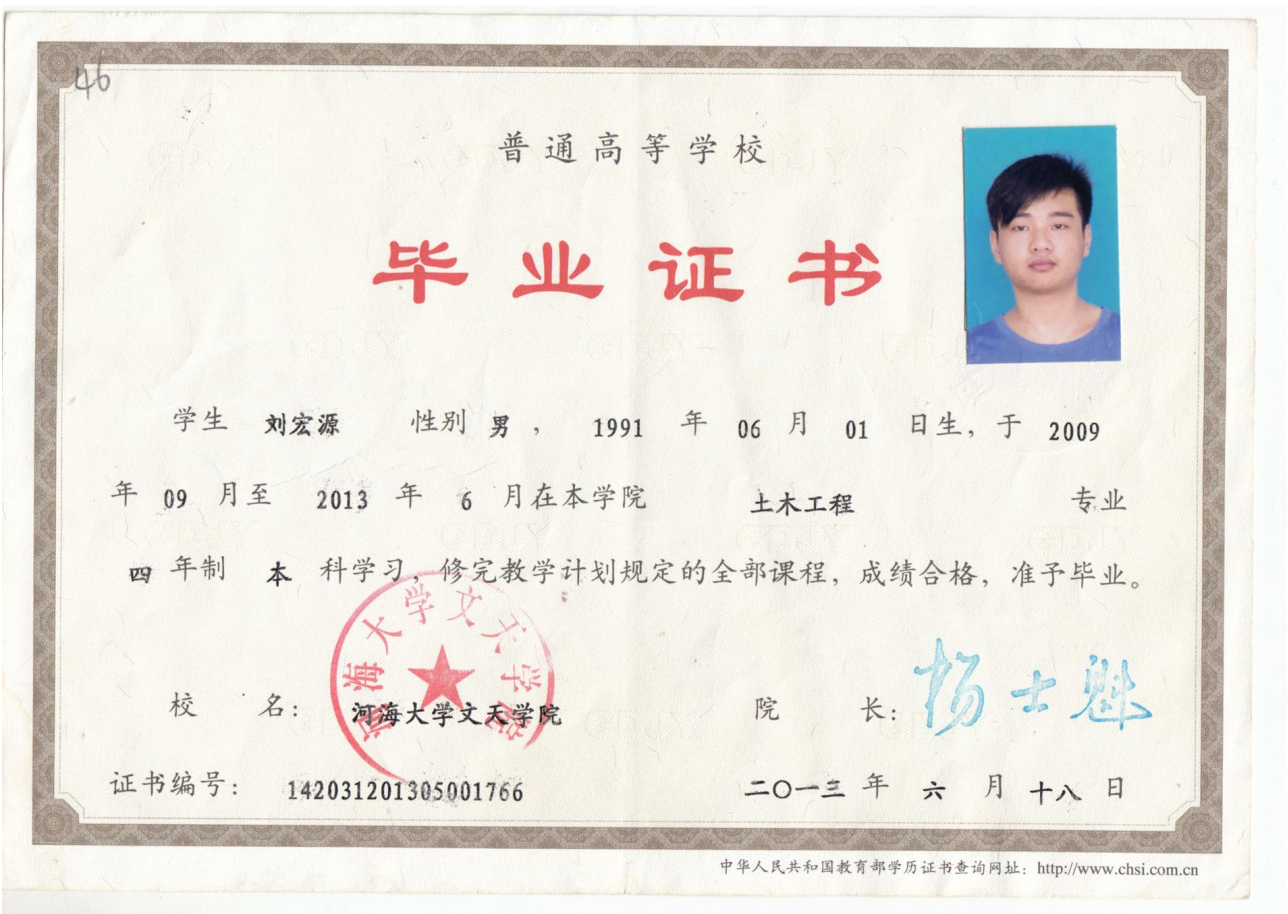 46
普通高等学校
毕业证书
学生 刘宏源 性别 男， 1991 年 06 月 01 日生，于 2009
年 09 月至 2013 年 6 月在本学院 土木工程 专业
四 年制 本 科学习，修完教学计划规定的全部课程，成绩合格，准予毕业。
河海大学文天学院
校 名： 河海大学文天学院 院 长： 杨士魁
证书编号： 142031201305001766 二〇一三 年 六 月 十八 日
中华人民共和国教育部学历证书查询网址：http://www.chsi.com.cn